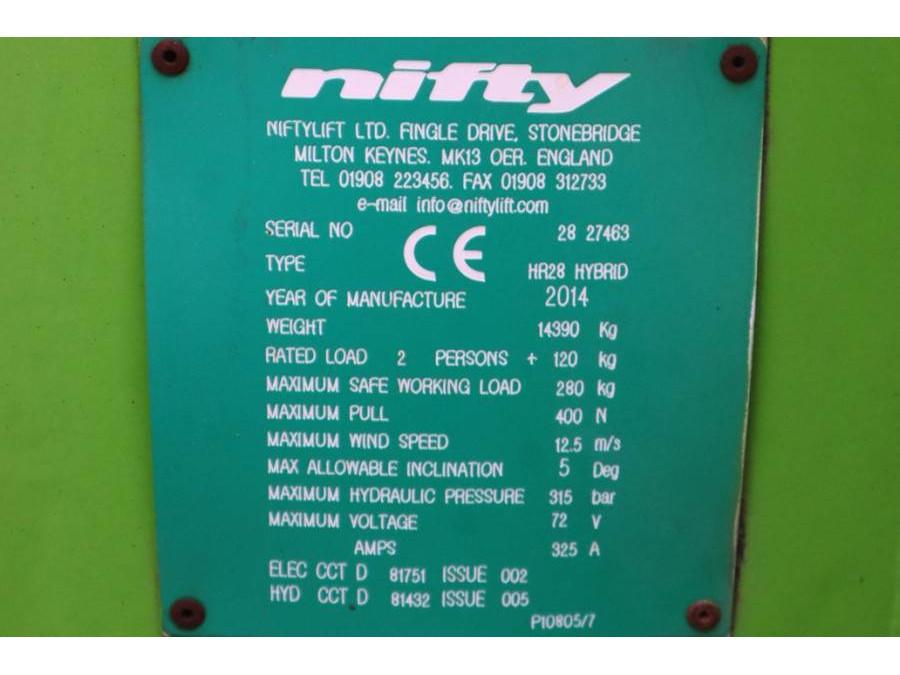 nifty
NIFTYLIFT LTD. FINGLE DRIVE, STONEBRIDGE
MILTON KEYNES. MK13 OER. ENGLAND
TEL 01908 223456. FAX 01908 312733
e-mail info@niftylift.com
SERIAL NO CE 28 27463
TYPE HR28 HYBRID
YEAR OF MANUFACTURE 2014
WEIGHT 14390 Kg
RATED LOAD 2 PERSONS + 120 kg
MAXIMUM SAFE WORKING LOAD 280 kg
MAXIMUM PULL 400 N
MAXIMUM WIND SPEED 12.5 m/s
MAX ALLOWABLE INCLINATION 5 Deg
MAXIMUM HYDRAULIC PRESSURE 315 bar
MAXIMUM VOLTAGE 72 V
AMPS 325 A
ELEC CCT D 81751 ISSUE 002
HYD CCT D 81432 ISSUE 005
P10805/7